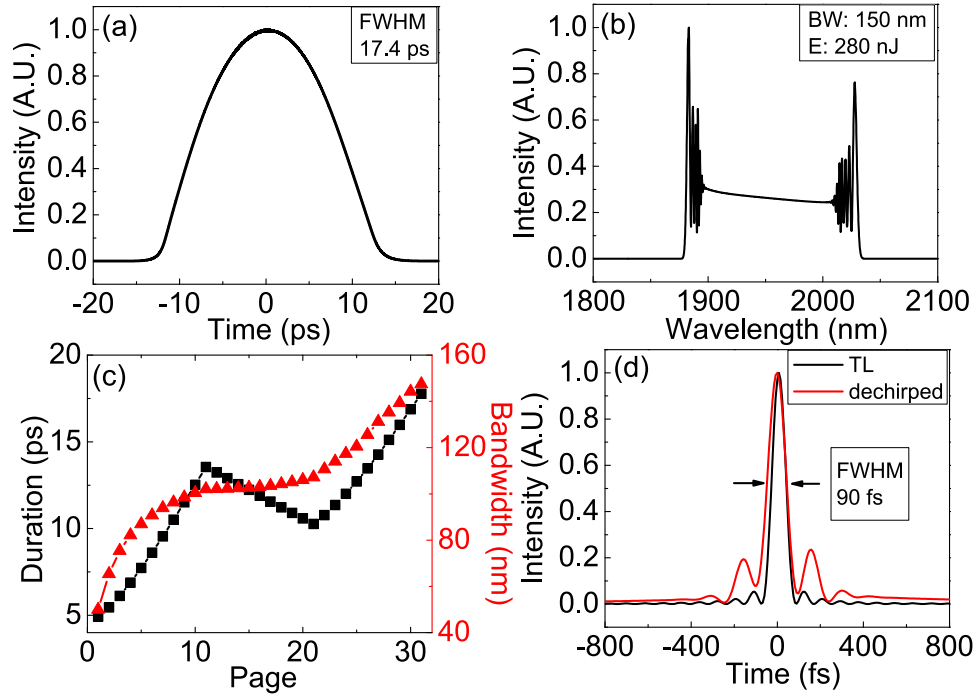 (a)
FWHM
17.4 ps
Intensity (A.U.)
1.0
0.8
0.6
0.4
0.2
0.0
-20 -10 0 10 20
Time (ps)
(b)
BW: 150 nm
E: 280 nJ
Intensity (A.U.)
1.0
0.8
0.6
0.4
0.2
0.0
1800 1900 2000 2100
Wavelength (nm)
(c)
Duration (ps)
20
15
10
5
160
120
80
40
Bandwidth (nm)
0 10 20 30
Page
(d)
TL
dechirped
FWHM
90 fs
Intensity (A.U.)
1.0
0.8
0.6
0.4
0.2
0.0
-800 -400 0 400 800
Time (fs)